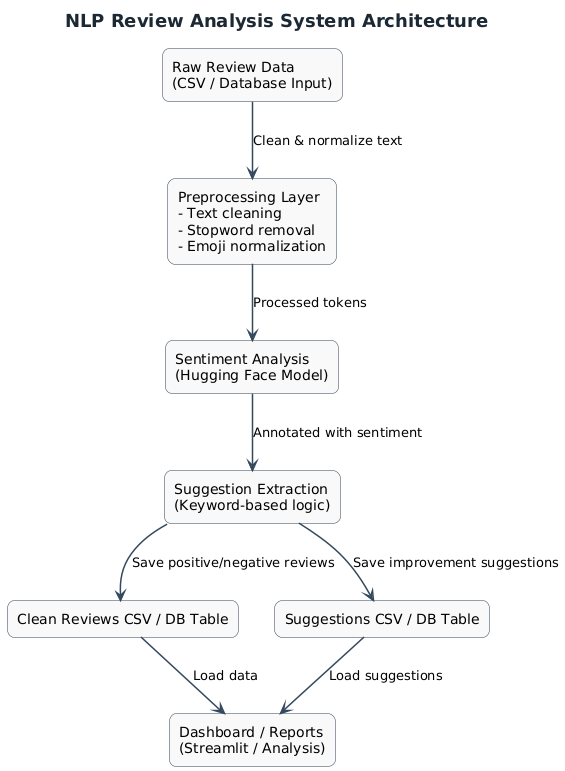 NLP Review Analysis System Architecture
Raw Review Data
(CSV / Database Input)
Clean & normalize text
Preprocessing Layer
- Text cleaning
- Stopword removal
- Emoji normalization
Processed tokens
Sentiment Analysis
(Hugging Face Model)
Annotated with sentiment
Suggestion Extraction
(Keyword-based logic)
Save positive/negative reviews
Save improvement suggestions
Clean Reviews CSV / DB Table
Suggestions CSV / DB Table
Load data
Load suggestions
Dashboard / Reports
(Streamlit / Analysis)